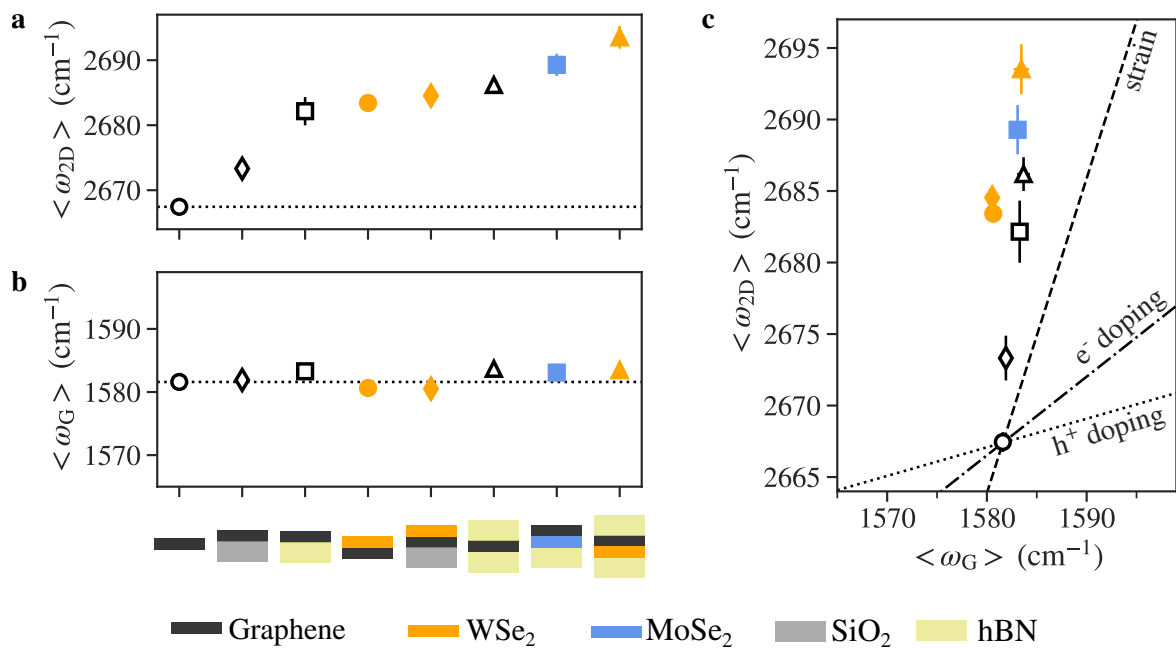 a
2690
2680
2670
< ω2D > (cm−1)
b
1590
1580
1570
< ωG > (cm−1)
c
2695
2690
2685
2680
2675
2670
2665
< ω2D > (cm−1)
strain
e- doping
h+ doping
1570
1580
1590
< ωG > (cm−1)
Graphene
WSe2
MoSe2
SiO2
hBN